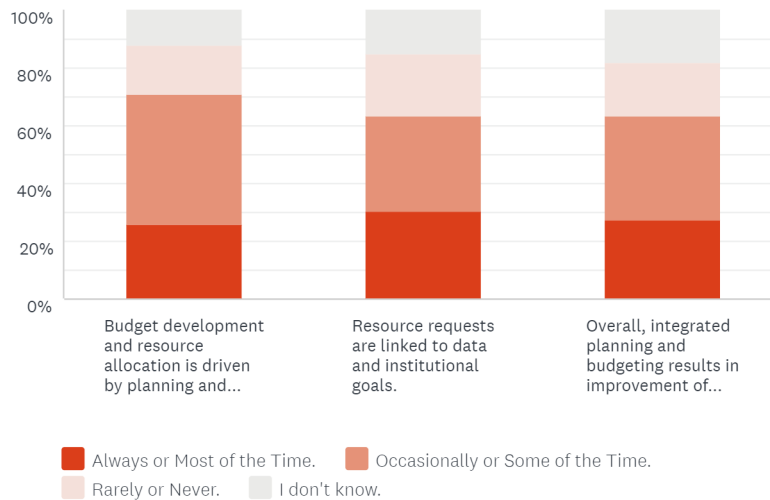 100%
80%
60%
40%
20%
0%
Budget development
and resource
allocation is driven
by planning and...
Resource requests
are linked to data
and institutional
goals.
Overall, integrated
planning and
budgeting results in
improvement of...
Always or Most of the Time.
Occasionally or Some of the Time.
Rarely or Never.
I don't know.